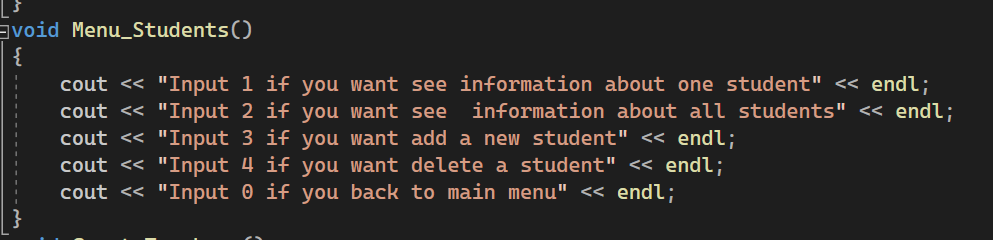 }
void Menu_Students()
{
cout << "Input 1 if you want see information about one student" << endl;
cout << "Input 2 if you want see  information about all students" << endl;
cout << "Input 3 if you want add a new student" << endl;
cout << "Input 4 if you want delete a student" << endl;
cout << "Input 0 if you back to main menu" << endl;
}